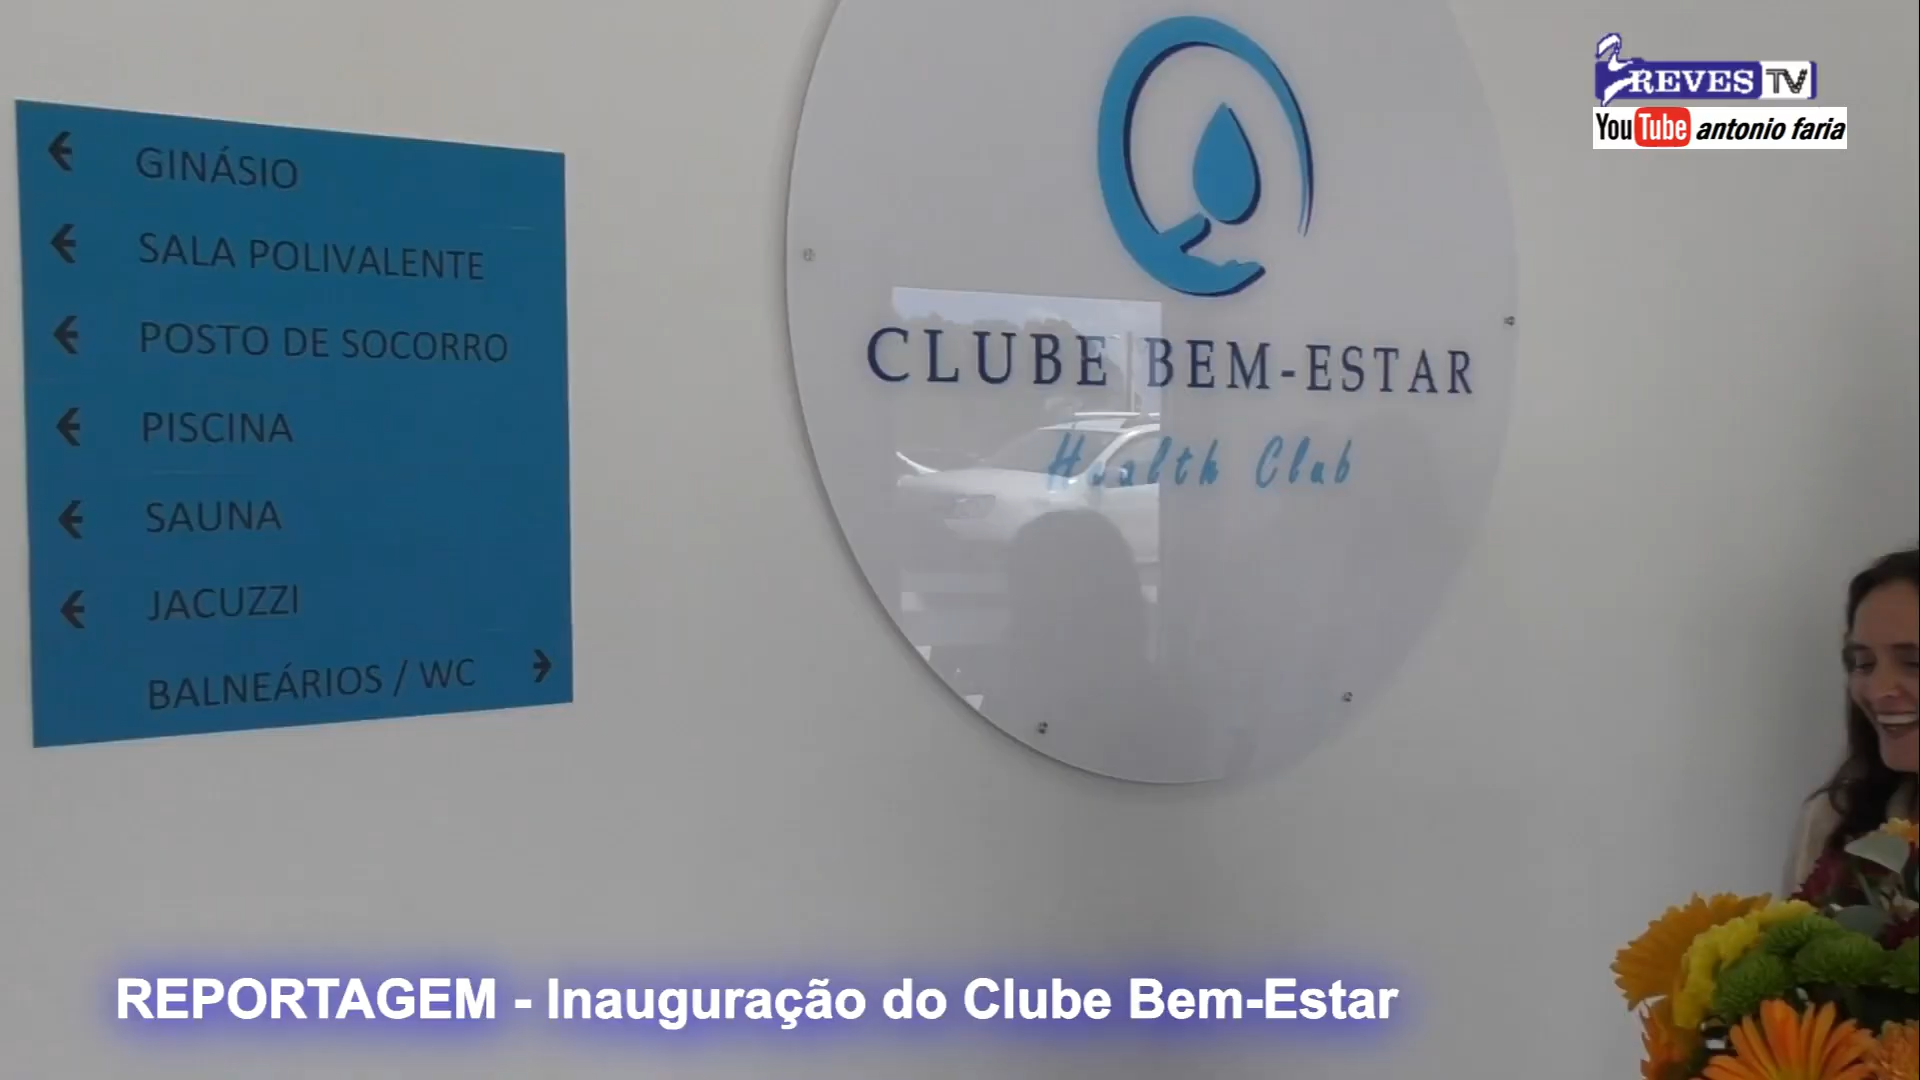 GINÁSIO
SALA POLIVALENTE
POSTO DE SOCORRO
PISCINA
SAUNA
JACUZZI
BALNEÁRIOS / WC
CLUBE BEM-ESTAR
Health Club
REVES TV
YouTube antonio faria
REPORTAGEM - Inauguração do Clube Bem-Estar